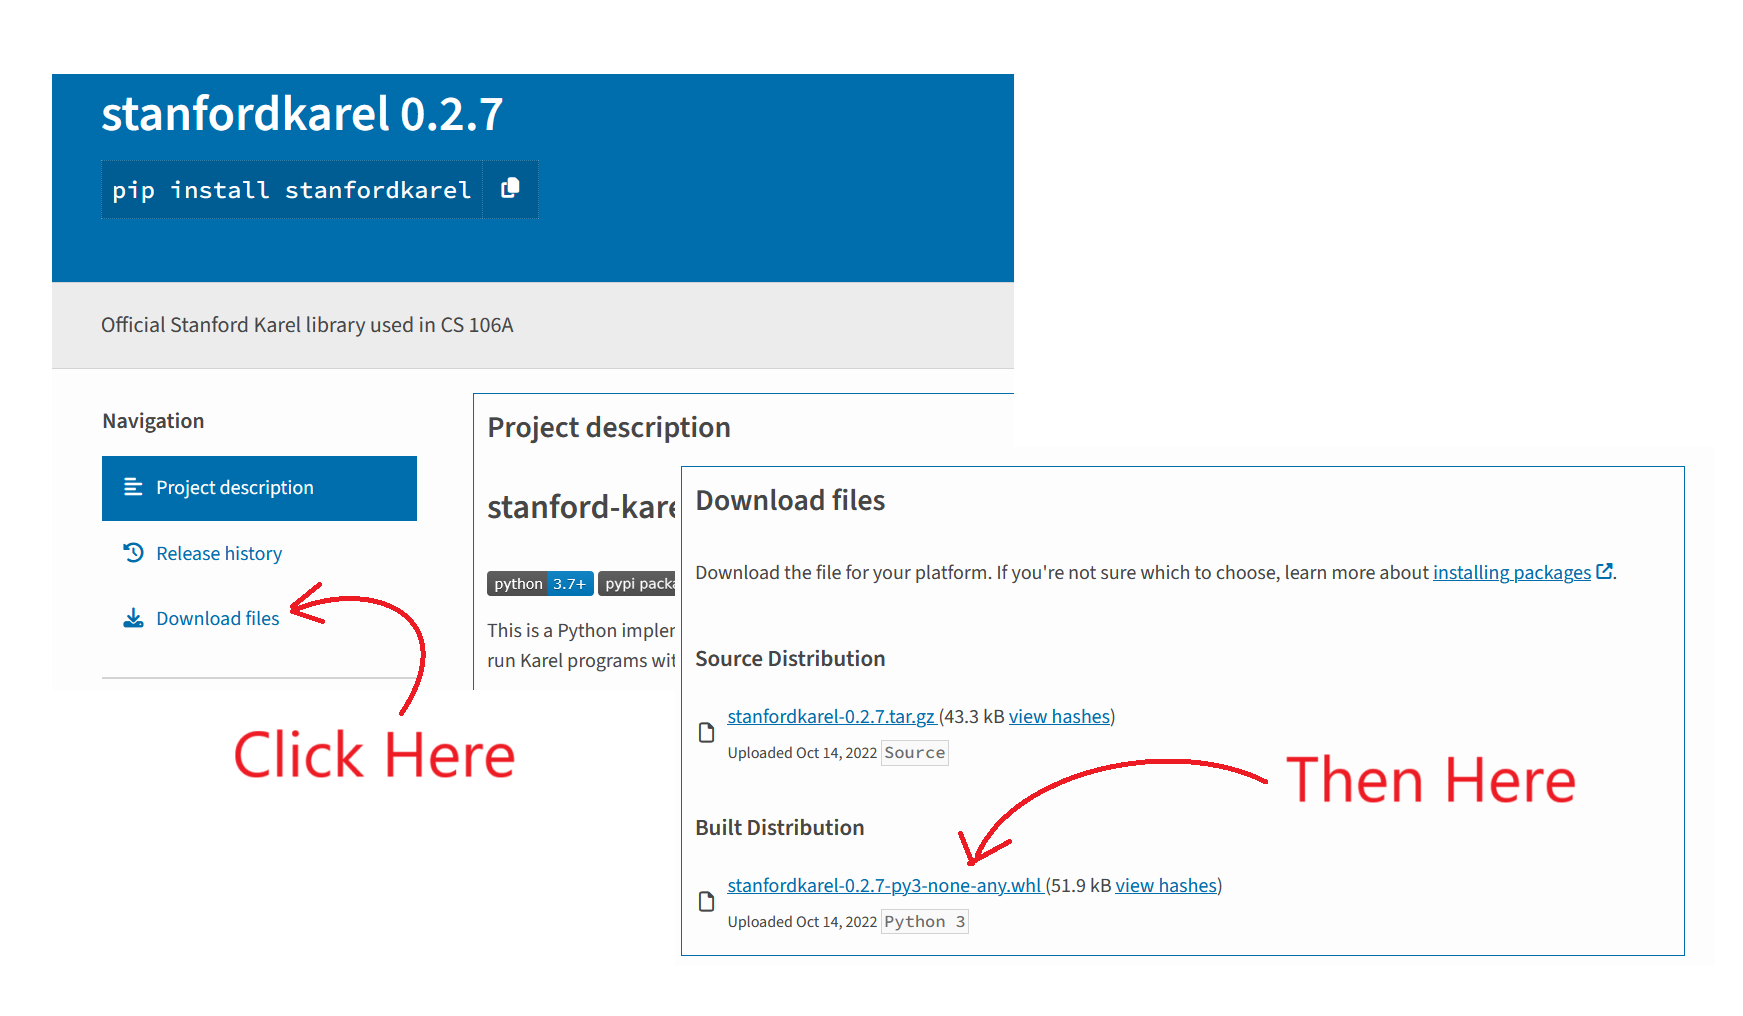 stanfordkarel 0.2.7
pip install stanfordkarel
Official Stanford Karel library used in CS 106A
Navigation
Project description
Release history
Download files
Click Here
Project description
stanford-kare
python 3.7+ pypi packa
This is a Python impler
run Karel programs wit
Download files
Download the file for your platform. If you're not sure which to choose, learn more about installing packages.
Source Distribution
stanfordkarel-0.2.7.tar.gz (43.3 kB view hashes)
Uploaded Oct 14, 2022 Source
Then Here
Built Distribution
stanfordkarel-0.2.7-py3-none-any.whl (51.9 kB view hashes)
Uploaded Oct 14, 2022 Python 3